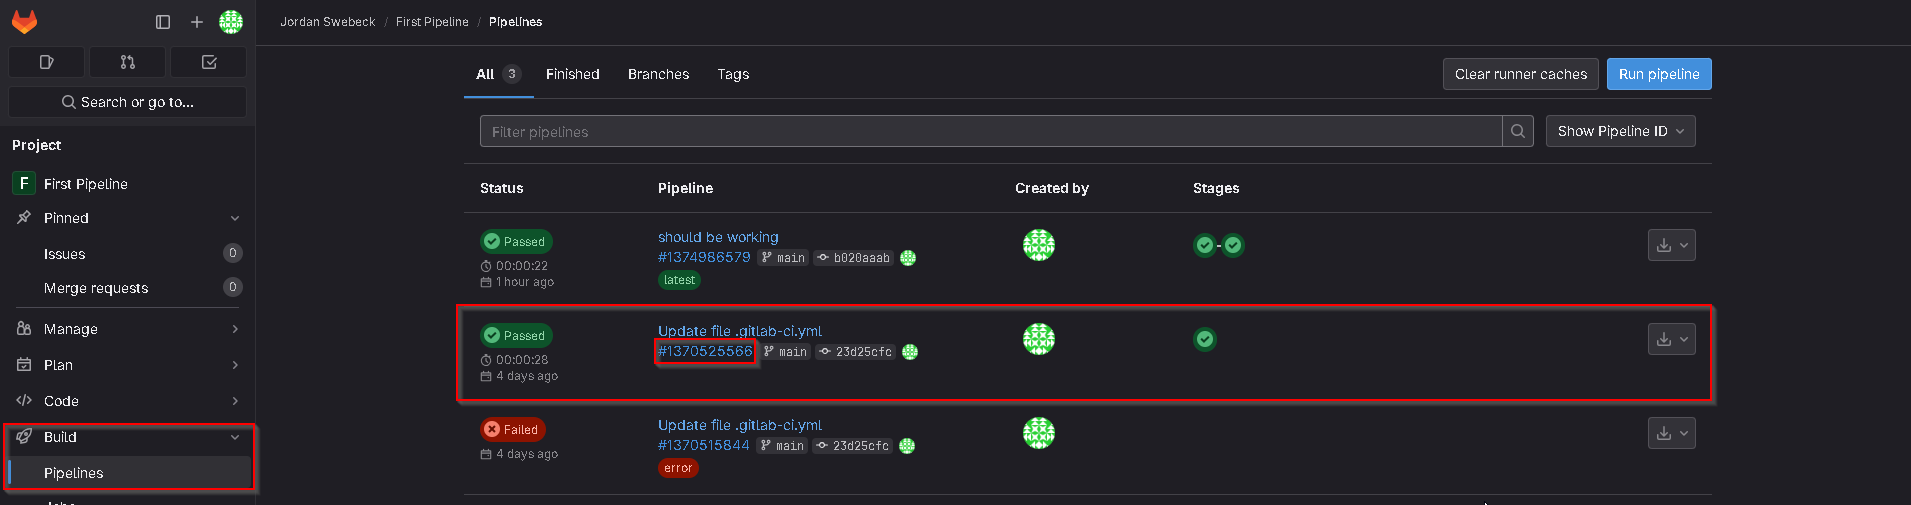 Jordan Swebeck / First Pipeline / Pipelines
Search or go to...
Project
F First Pipeline
Pinned
Issues 0
Merge requests 0
Manage
Plan
Code
Build
Pipelines
All 3 Finished Branches Tags
Clear runner caches Run pipeline
Filter pipelines Show Pipeline ID
Status Pipeline Created by Stages
Passed
00:00:22
1 hour ago
should be working
#1374986579 main b020aaab
latest
Passed
00:00:28
4 days ago
Update file .gitlab-ci.yml
#1370525566 main 23d25cfc
Failed
4 days ago
Update file .gitlab-ci.yml
#1370515844 main 23d25cfc
error